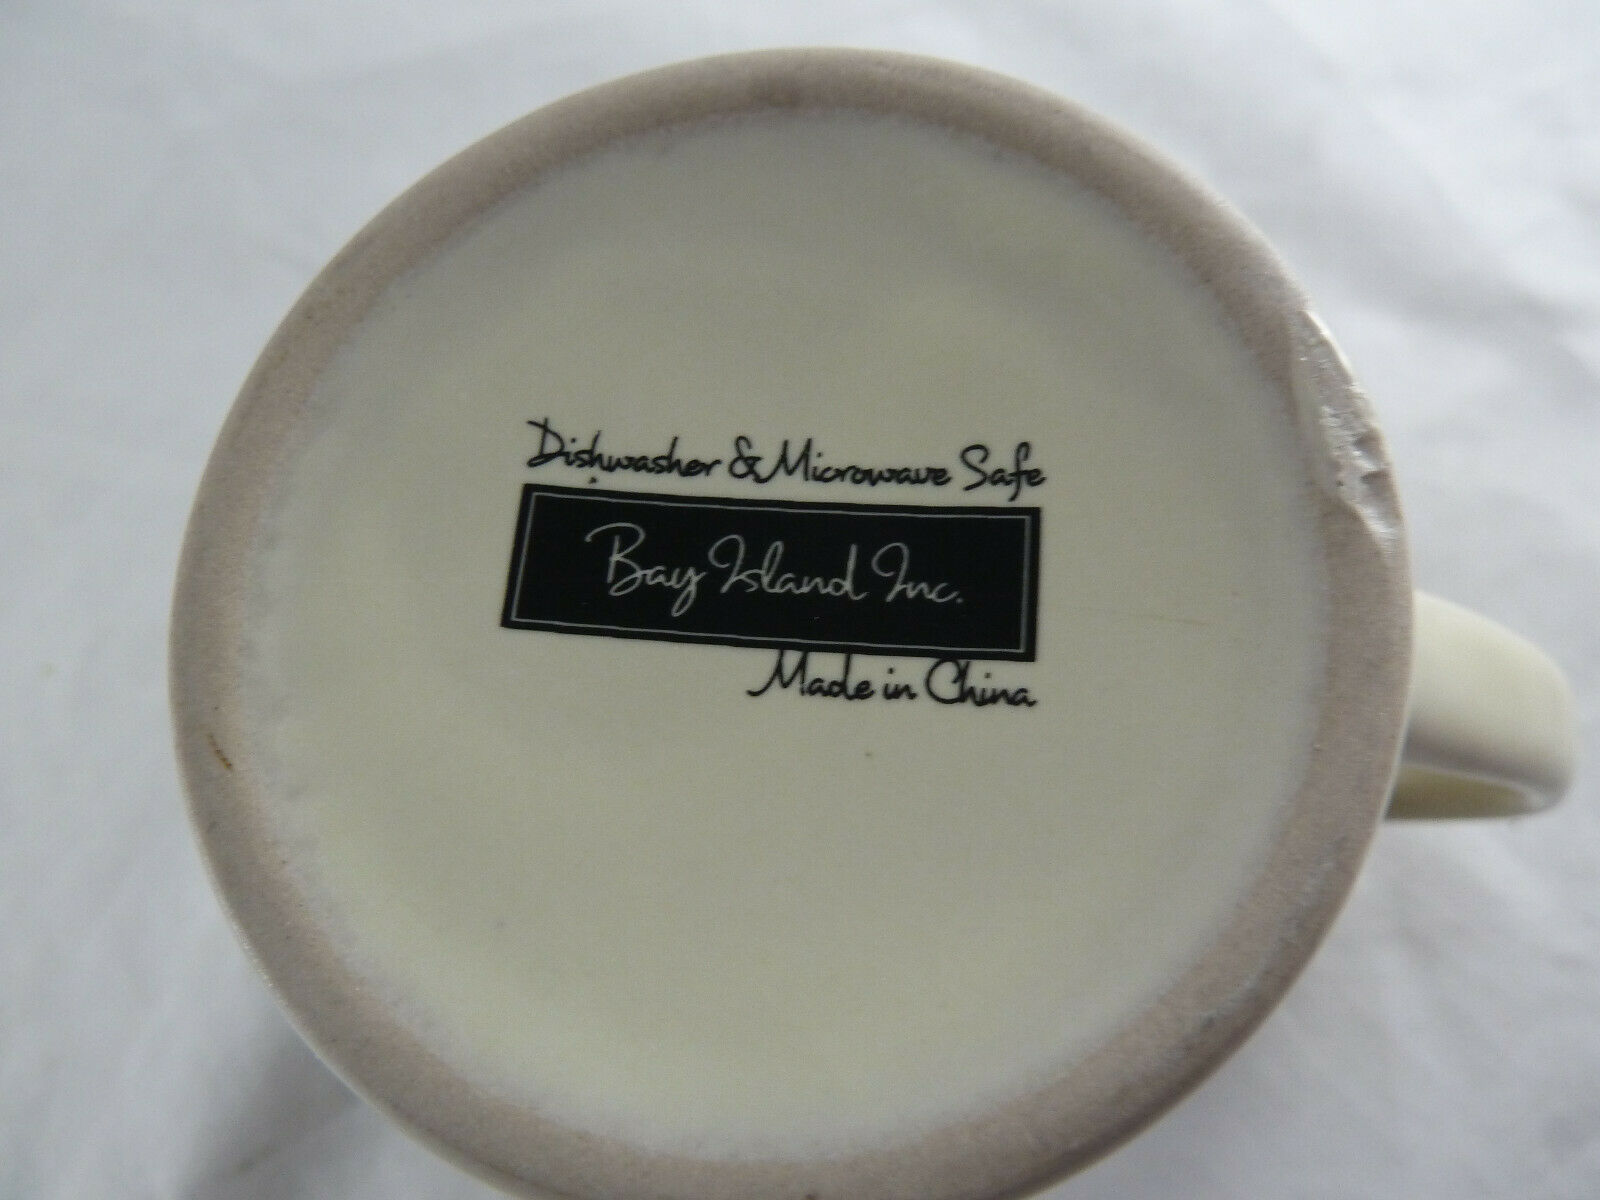 Dishwasher & Microwave Safe
Bay Island Inc.
Made in China